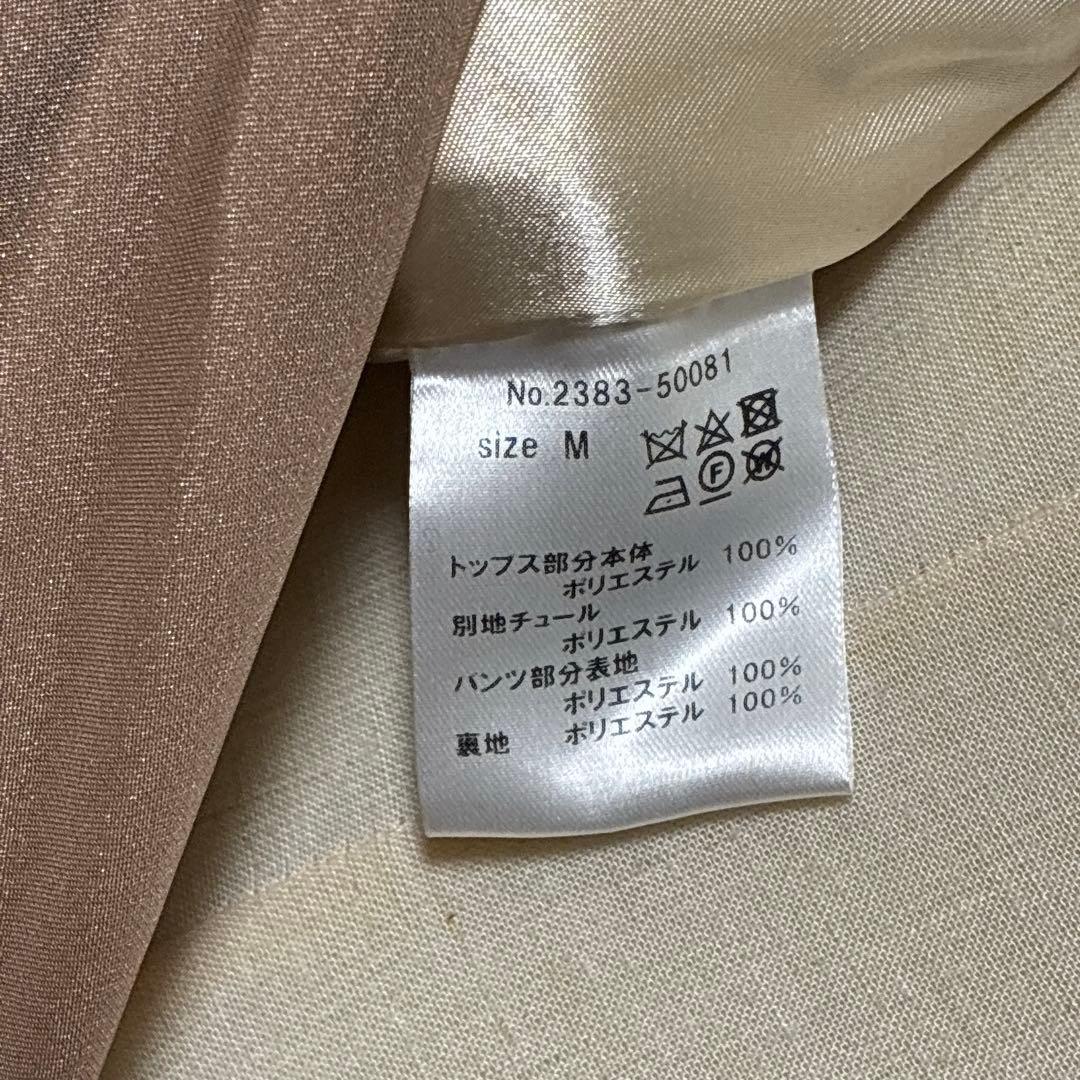 No.2383-50081
size M
F
W
トップス部分本体
ポリエステル 100%
別地チュール
ポリエステル 100%
パンツ部分表地
ポリエステル 100%
裏地 ポリエステル 100%